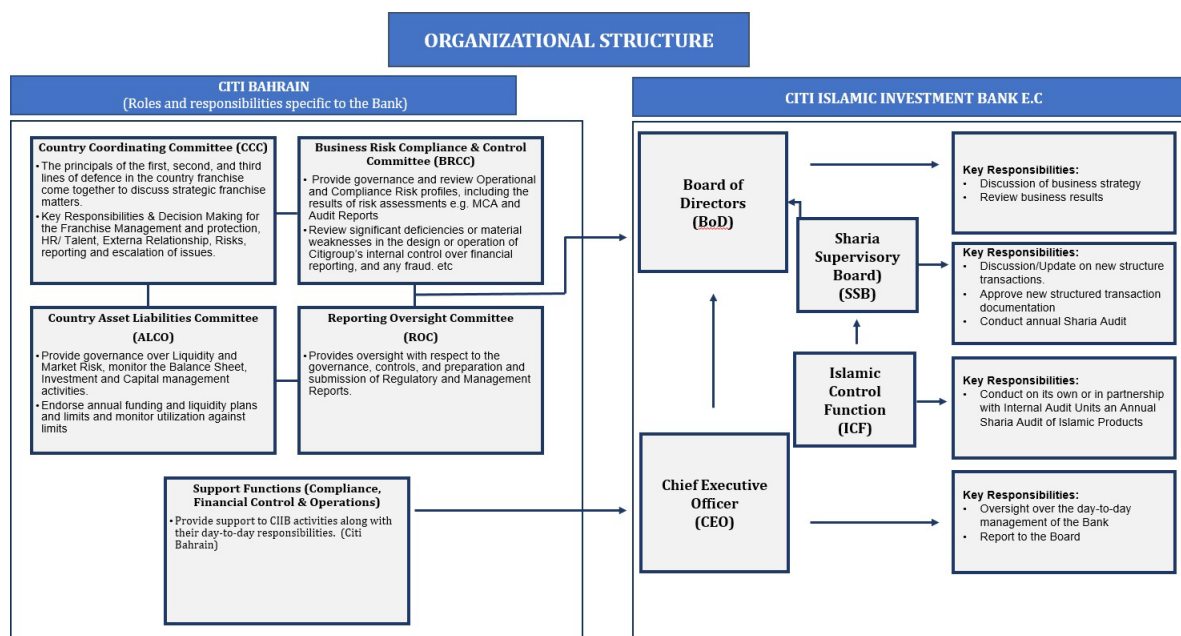 ORGANIZATIONAL STRUCTURE
CITI BAHRAIN
(Roles and responsibilities specific to the Bank)
Country Coordinating Committee (CCC)
• The principals of the first, second, and third
lines of defence in the country franchise
come together to discuss strategic franchise
matters.
• Key Responsibilities & Decision Making for
the Franchise Management and protection,
HR/ Talent, Externa Relationship, Risks,
reporting and escalation of issues.
Business Risk Compliance & Control
Committee (BRCC)
• Provide governance and review Operational
and Compliance Risk profiles, including the
results of risk assessments e.g. MCA and
Audit Reports
• Review significant deficiencies or material
weaknesses in the design or operation of
Citigroup's internal control over financial
reporting, and any fraud. etc
Country Asset Liabilities Committee
(ALCO)
• Provide governance over Liquidity and
Market Risk, monitor the Balance Sheet,
Investment and Capital management
activities.
• Endorse annual funding and liquidity plans
and limits and monitor utilization against
limits
Reporting Oversight Committee
(ROC)
• Provides oversight with respect to the
governance, controls, and preparation and
submission of Regulatory and Management
Reports.
Support Functions (Compliance,
Financial Control & Operations)
• Provide support to CIIB activities along with
their day-to-day responsibilities. (Citi
Bahrain)
CITI ISLAMIC INVESTMENT BANK E.C
Board of
Directors
(BoD)
Key Responsibilities:
• Discussion of business strategy
• Review business results
Sharia
Supervisory
Board)
(SSB)
Key Responsibilities:
• Discussion/Update on new structure
transactions.
• Approve new structured transaction
documentation
• Conduct annual Sharia Audit
Islamic
Control
Function
(ICF)
Key Responsibilities:
• Conduct on its own or in partnership
with Internal Audit Units an Annual
Sharia Audit of Islamic Products
Chief Executive
Officer
(CEO)
Key Responsibilities:
• Oversight over the day-to-day
management of the Bank
• Report to the Board